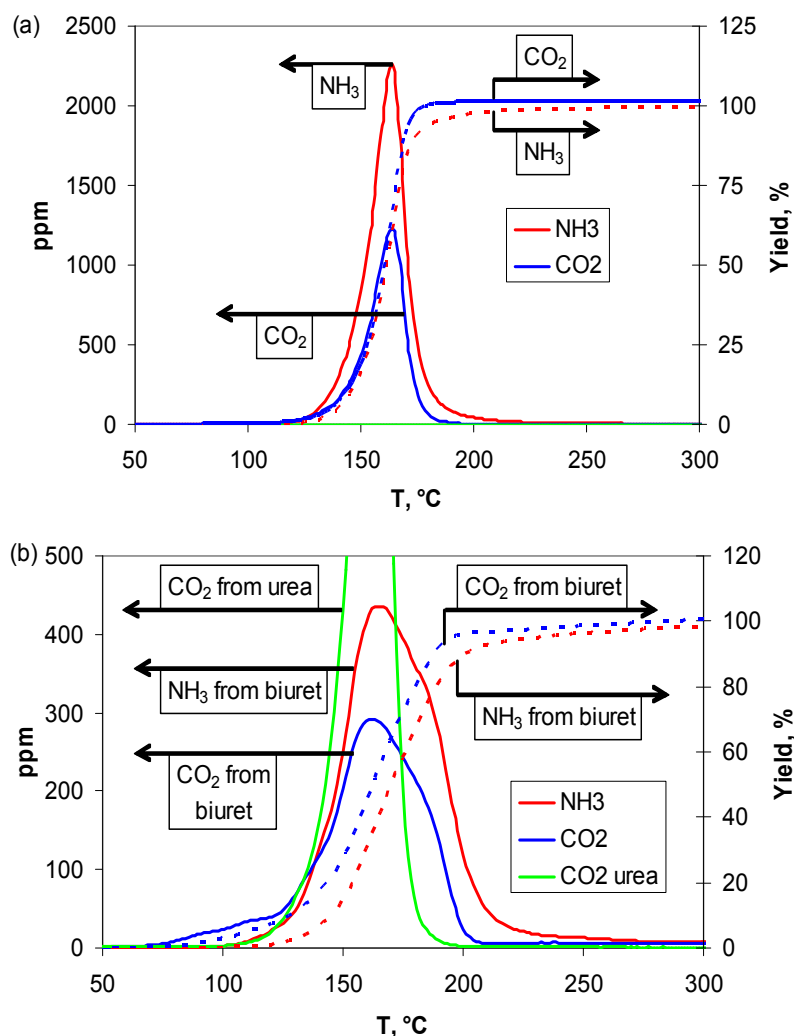 (a)
2500
2000
1500
1000
500
0
ppm
125
100
75
50
25
0
Yield, %
NH₃
CO₂
NH₃
NH3
CO2
CO₂
50
100
150
200
250
300
T, °C
(b)
500
400
300
200
100
0
ppm
120
100
80
60
40
20
0
Yield, %
CO₂ from urea
CO₂ from biuret
NH₃ from biuret
NH₃ from biuret
CO₂ from
biuret
NH3
CO2
CO2 urea
50
100
150
200
250
300
T, °C